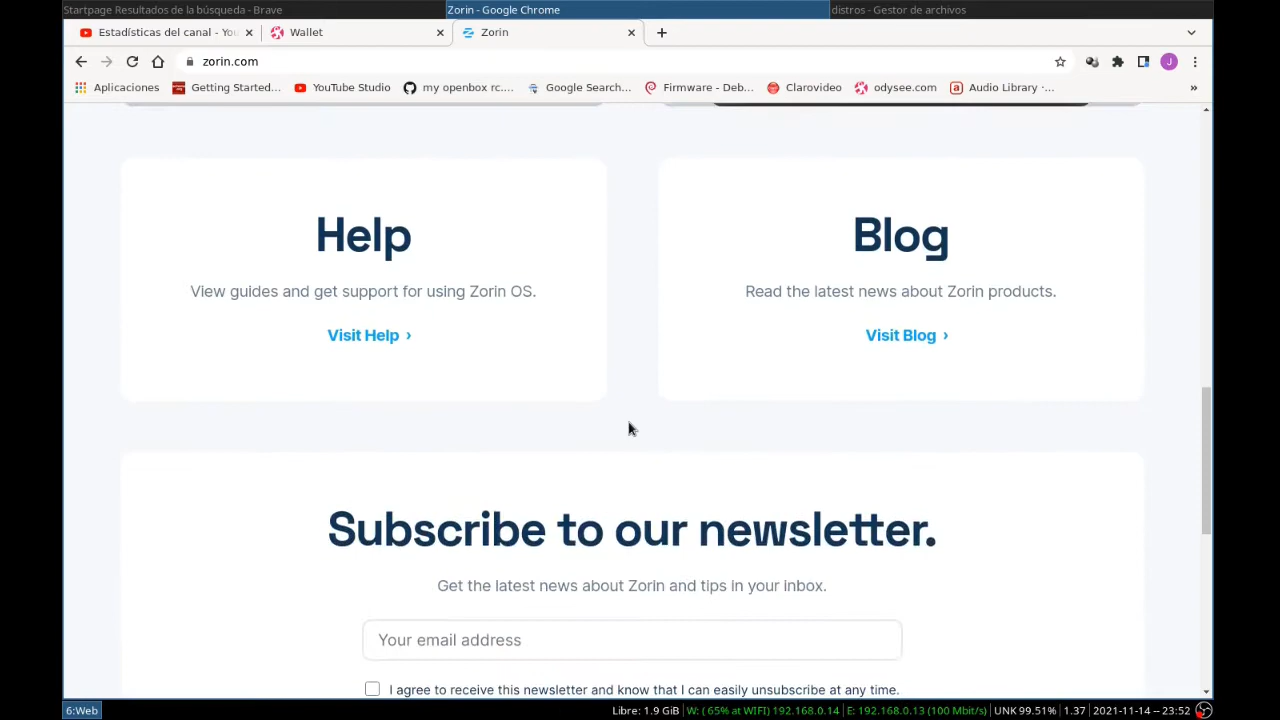 Startpage Resultados de la búsqueda - Brave
Zorin - Google Chrome
distros - Gestor de archivos
Estadísticas del canal - You
Wallet
Zorin
zorin.com
J
Aplicaciones
Getting Started...
YouTube Studio
my openbox rc....
Google Search...
Firmware - Deb...
Clarovideo
odysee.com
Audio Library ·...
»
Help
View guides and get support for using Zorin OS.
Visit Help ›
Blog
Read the latest news about Zorin products.
Visit Blog ›
Subscribe to our newsletter.
Get the latest news about Zorin and tips in your inbox.
Your email address
I agree to receive this newsletter and know that I can easily unsubscribe at any time.
6:Web
Libre: 1.9 GiB
W: ( 65% at WIFI) 192.168.0.14
E: 192.168.0.13 (100 Mbit/s)
UNK 99.51%
1.37
2021-11-14 -- 23:52